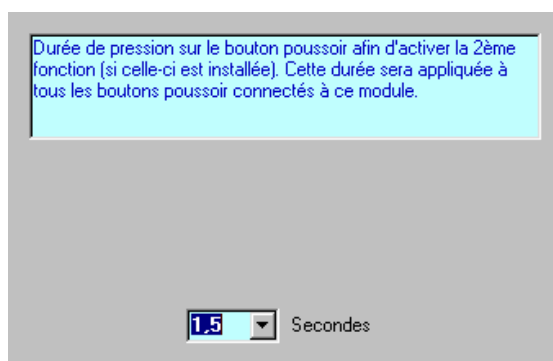 Durée de pression sur le bouton poussoir afin d'activer la 2ème
fonction (si celle-ci est installée). Cette durée sera appliquée à
tous les boutons poussoir connectés à ce module.
1,5 Secondes